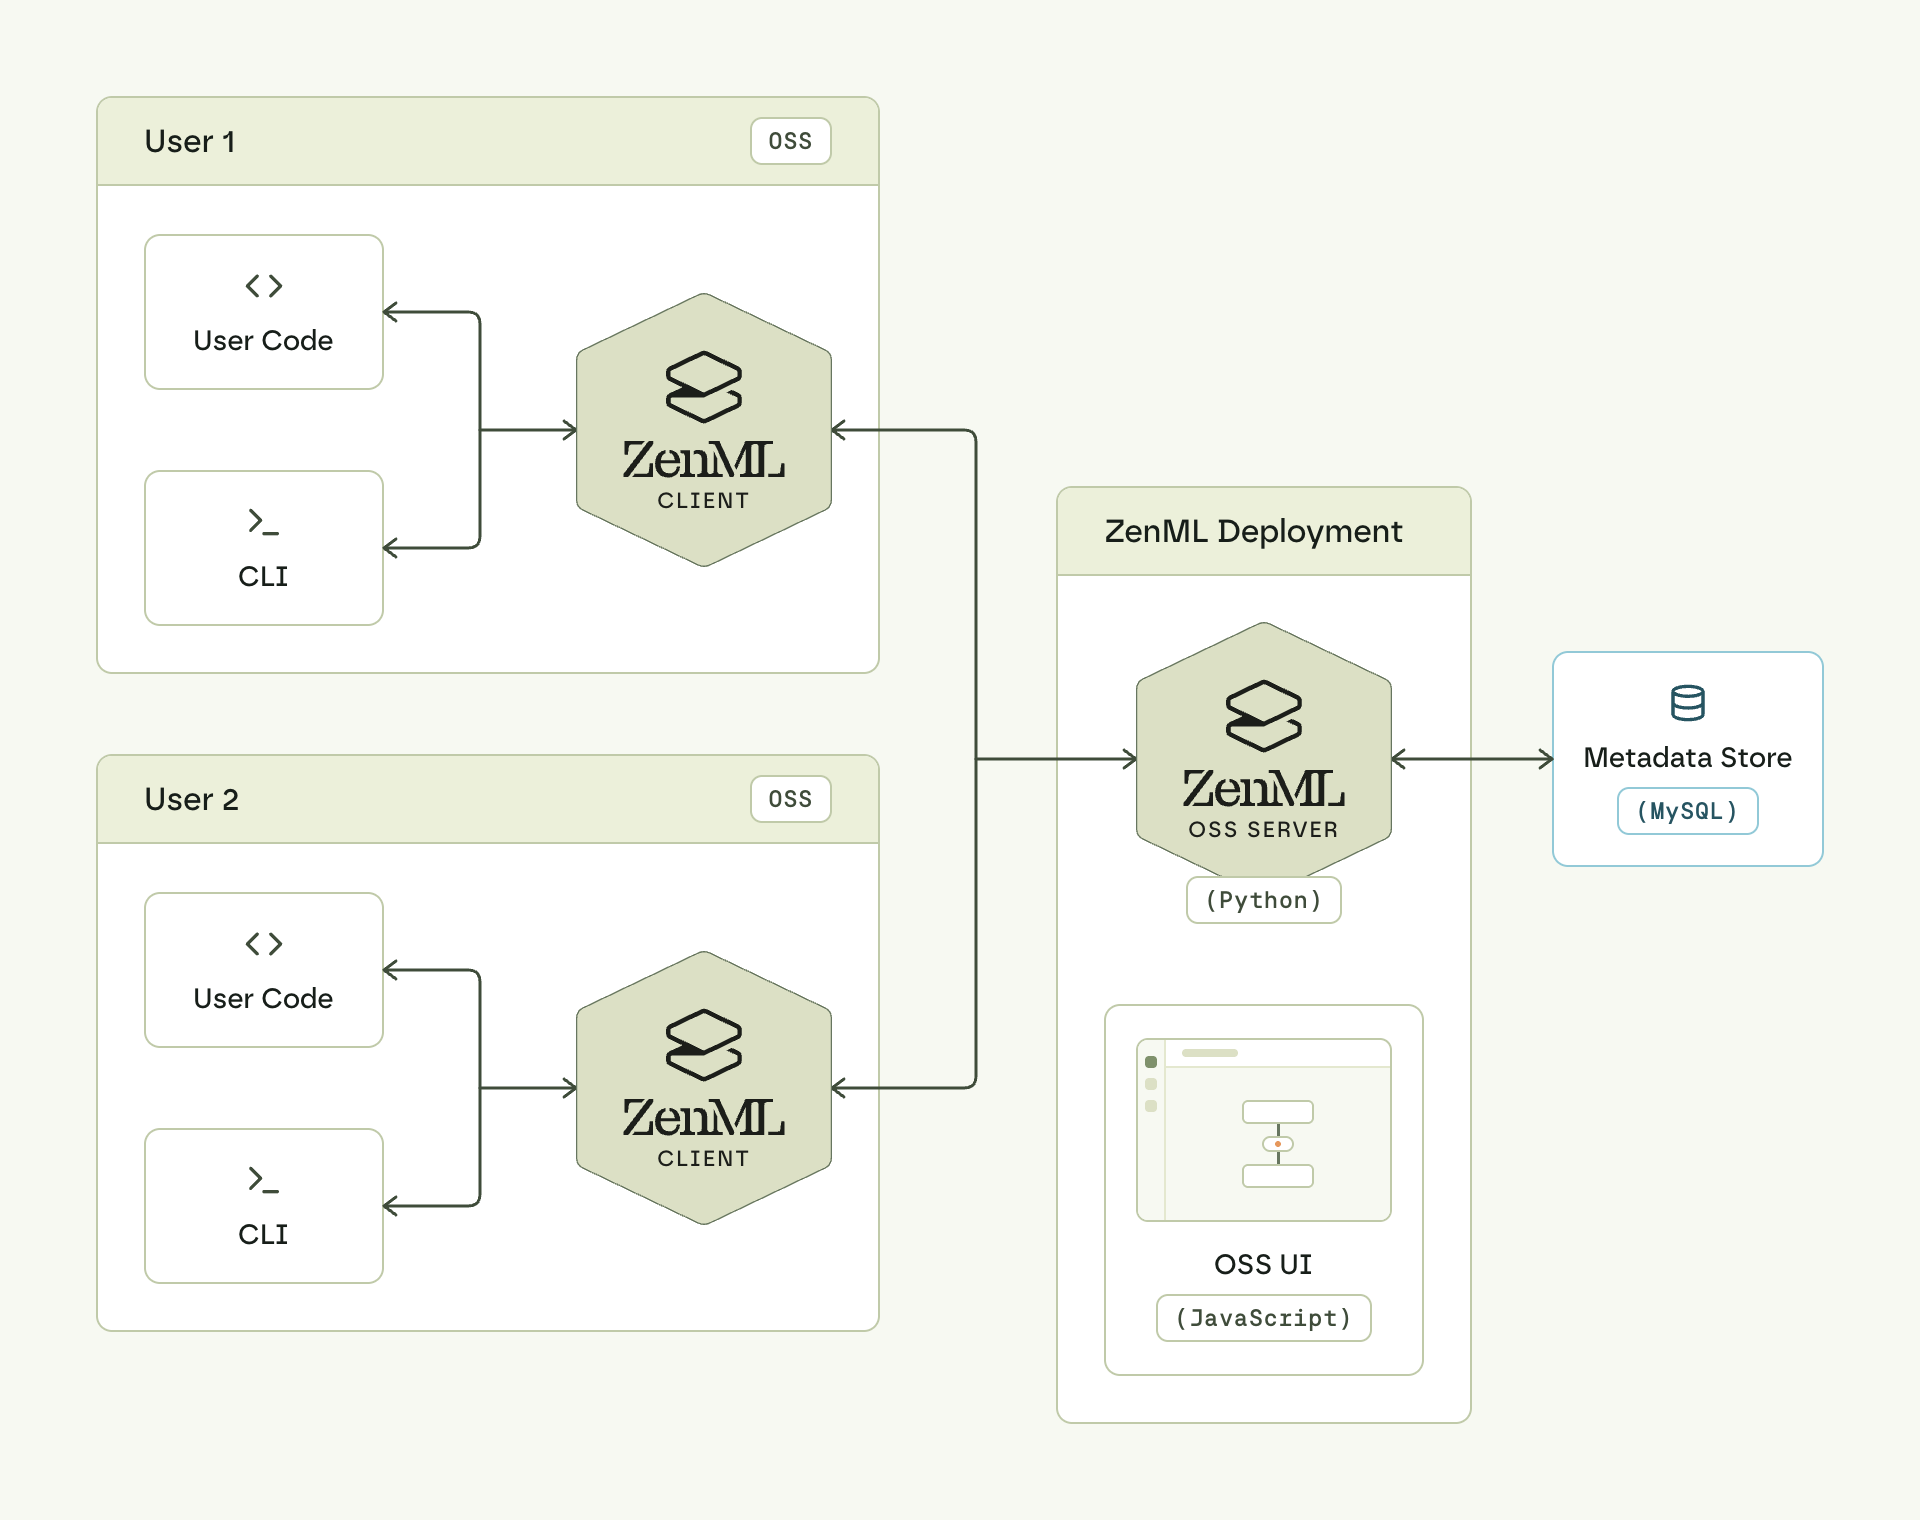 User 1
OSS
User Code
CLI
ZenML
CLIENT
User 2
OSS
User Code
CLI
ZenML
CLIENT
ZenML Deployment
ZenML
OSS SERVER
(Python)
OSS UI
(JavaScript)
Metadata Store
(MySQL)